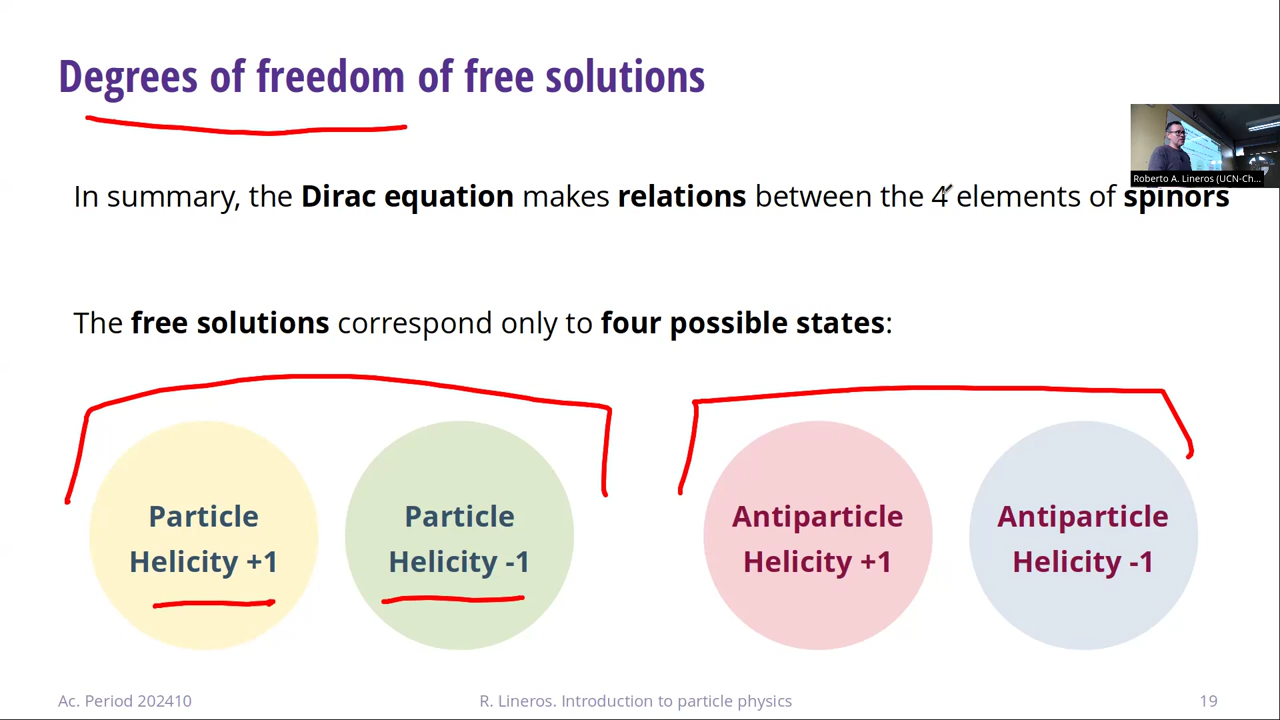 Degrees of freedom of free solutions
Roberto A. Lineros (UCN-Ch...
In summary, the Dirac equation makes relations between the 4 elements of spinors
The free solutions correspond only to four possible states:
Particle
Helicity +1
Particle
Helicity -1
Antiparticle
Helicity +1
Antiparticle
Helicity -1
Ac. Period 202410
R. Lineros. Introduction to particle physics
19